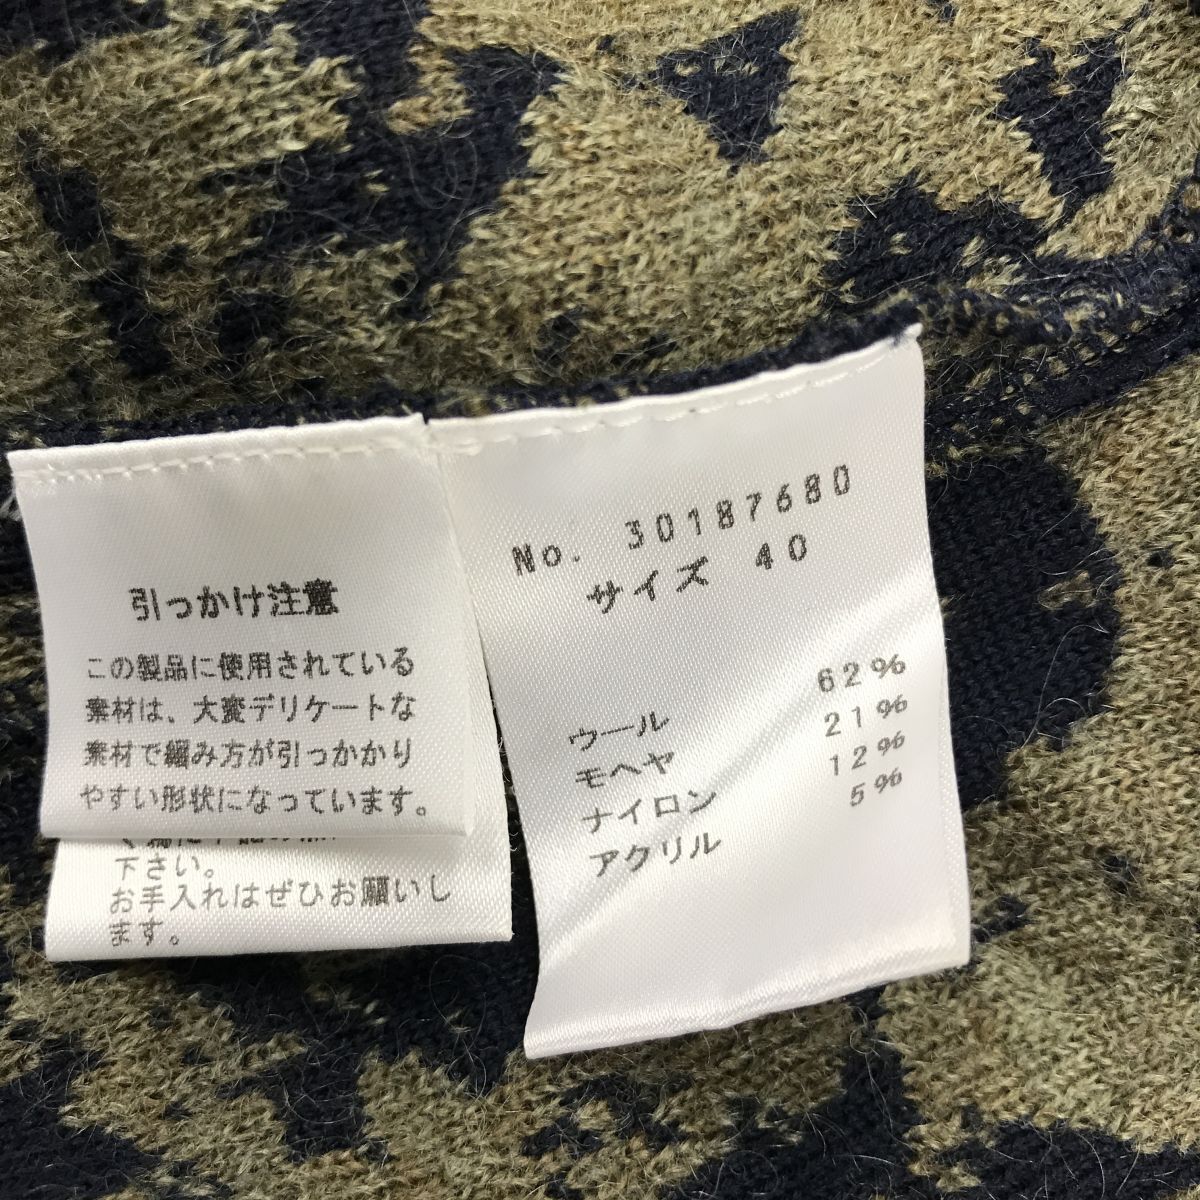 引っかけ注意
この製品に使用されている
素材は、大変デリケートな
素材で編み方が引っかかり
やすい形状になっています。
下さい。
お手入れはぜひお願いし
ます。
No. 30187680
サイズ 40
ウール 62%
モヘヤ 21%
ナイロン 12%
アクリル 5%